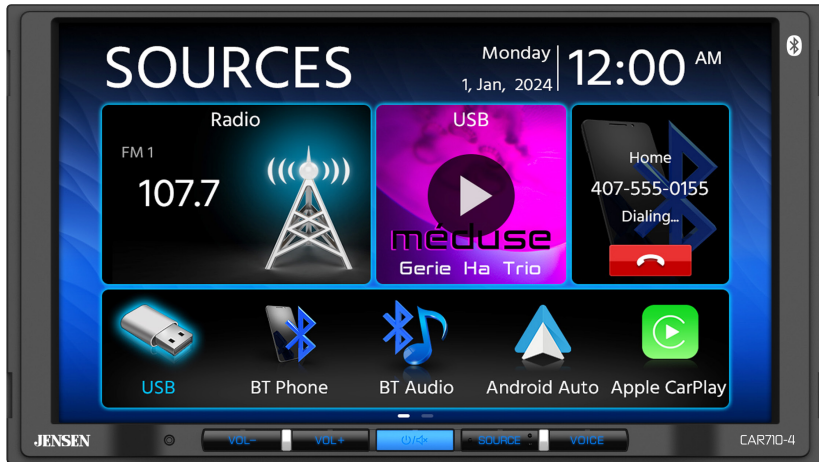 SOURCES
Monday
1, Jan, 2024
12:00 AM
Radio
FM 1
107.7
USB
méduse
Gerie Ha Trio
Home
407-555-0155
Dialing...
USB
BT Phone
BT Audio
Android Auto
Apple CarPlay
JENSEN
VOL-
VOL+
SOURCE
VOICE
CAR710-4